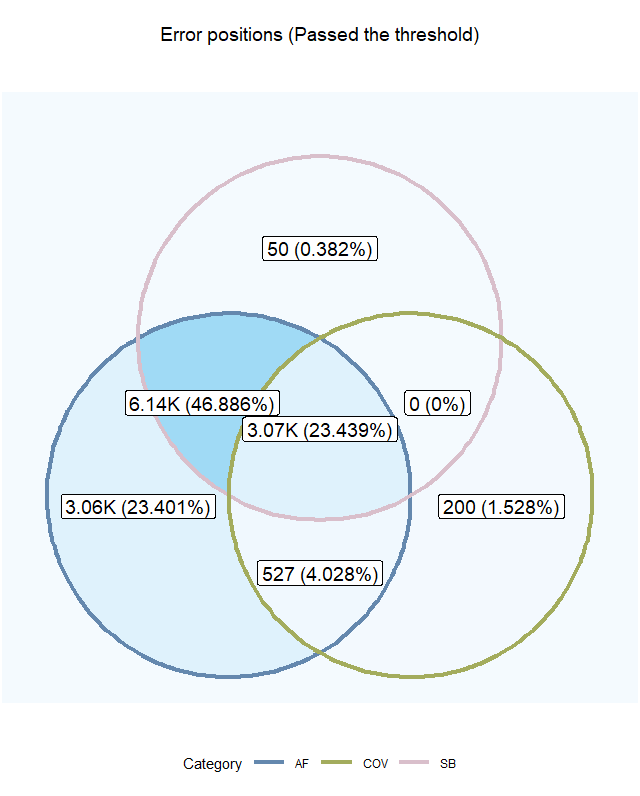 Error positions (Passed the threshold)
50 (0.382%)
6.14K (46.886%)
0 (0%)
3.07K (23.439%)
3.06K (23.401%)
200 (1.528%)
527 (4.028%)
Category AF COV SB